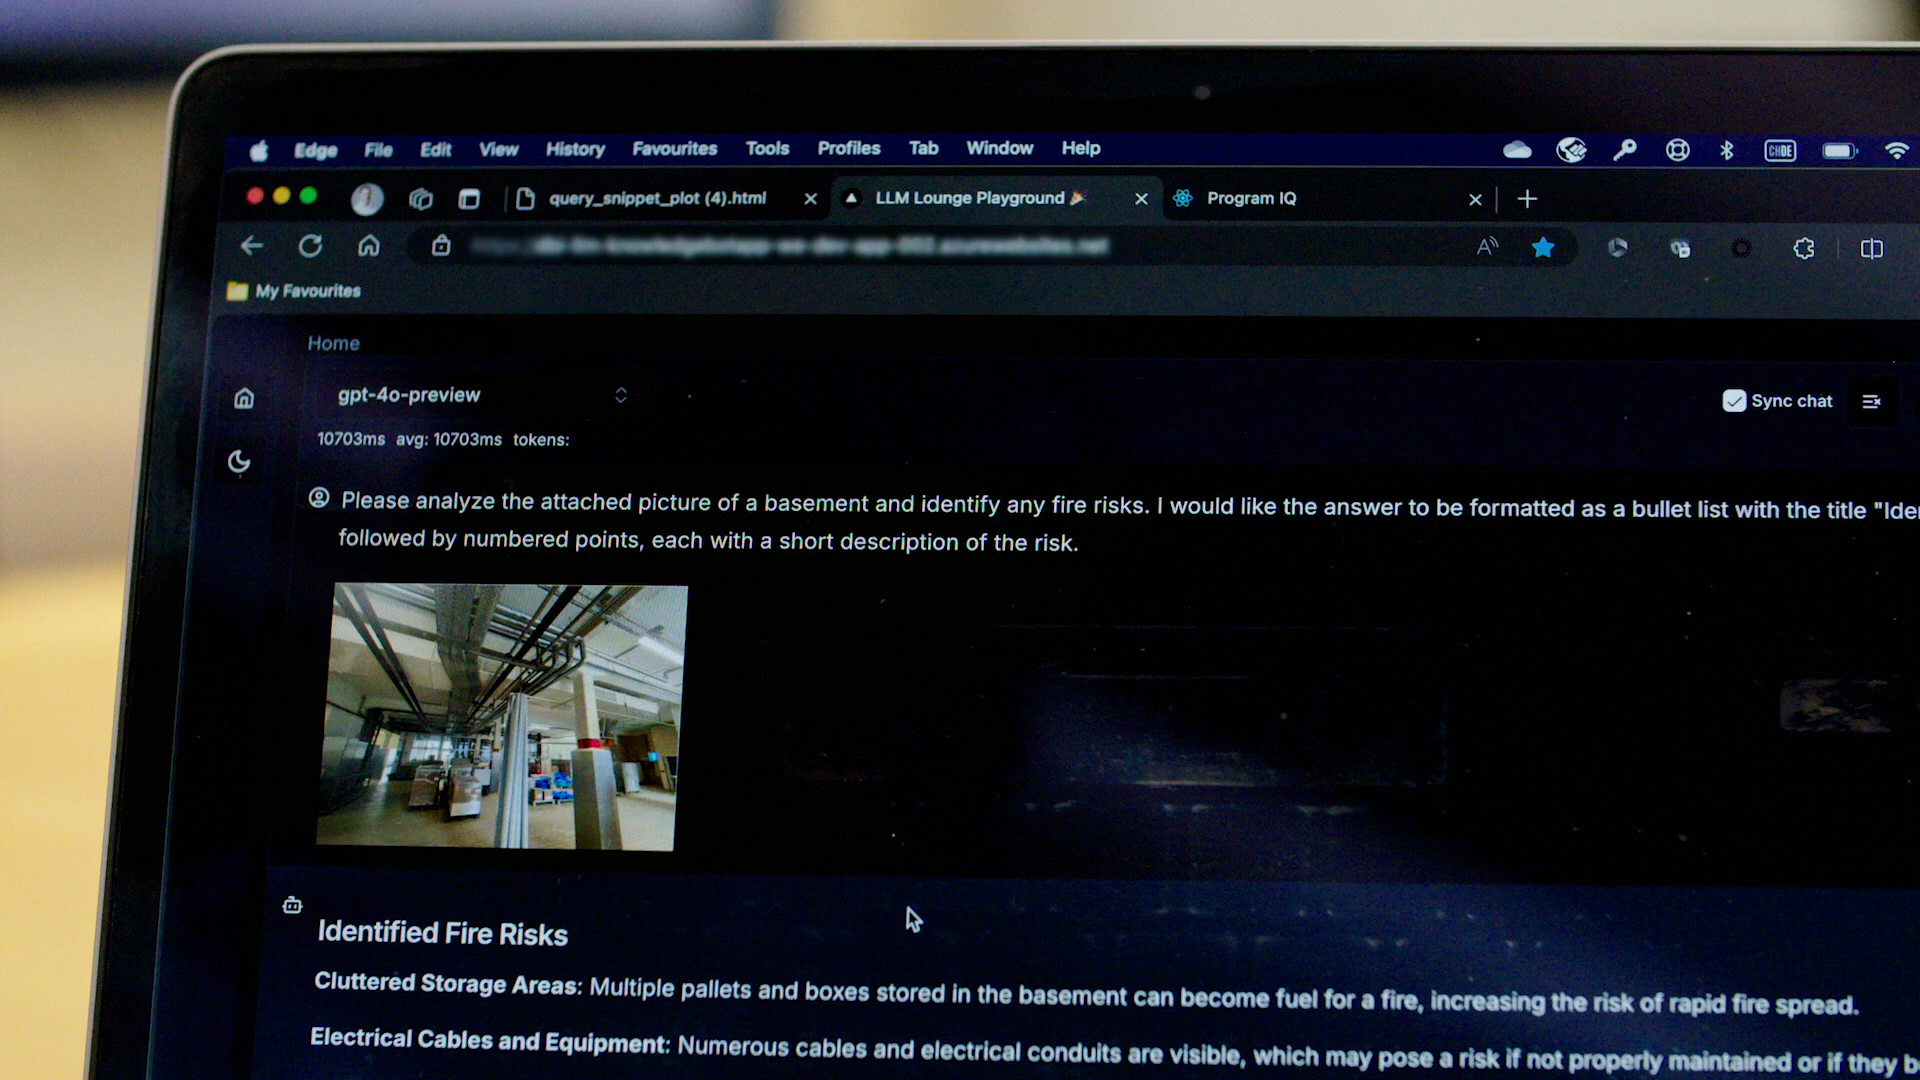 Edge File Edit View History Favourites Tools Profiles Tab Window Help
query_snippet_plot (4).html LLM Lounge Playground 🎉 Program IQ
My Favourites
Home
gpt-4o-preview
Sync chat
10703ms avg: 10703ms tokens:
Please analyze the attached picture of a basement and identify any fire risks. I would like the answer to be formatted as a bullet list with the title "Ide
followed by numbered points, each with a short description of the risk.
Identified Fire Risks
Cluttered Storage Areas: Multiple pallets and boxes stored in the basement can become fuel for a fire, increasing the risk of rapid fire spread.
Electrical Cables and Equipment: Numerous cables and electrical conduits are visible, which may pose a risk if not properly maintained or if they b